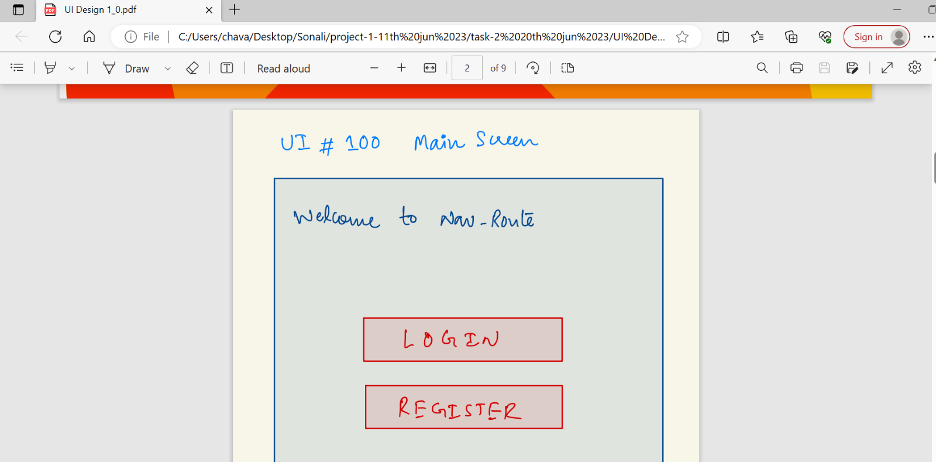 UI Design 1_0.pdf
File C:/Users/chava/Desktop/Sonali/project-1-11th%20jun%2023/task-2%2020th%20jun%2023/UI%20De... Sign in
Draw Read aloud 2 of 9
UI # 100 Main Screen
Welcome to Nav-Route
LOGIN
REGISTER